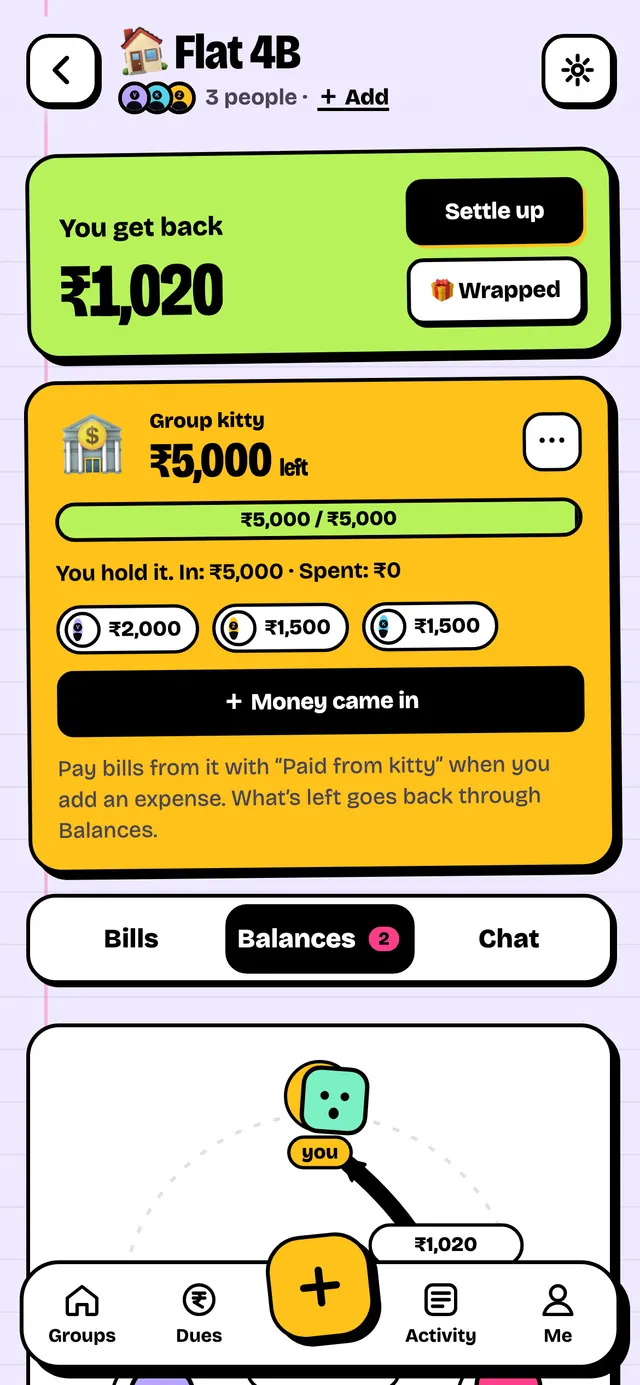 Flat 4B
3 people · + Add
You get back
₹1,020
Settle up
Wrapped
Group kitty
₹5,000 left
₹5,000 / ₹5,000
You hold it. In: ₹5,000 · Spent: ₹0
₹2,000
₹1,500
₹1,500
+ Money came in
Pay bills from it with “Paid from kitty” when you
add an expense. What’s left goes back through
Balances.
Bills
Balances 2
Chat
you
₹1,020
Groups
Dues
+
Activity
Me